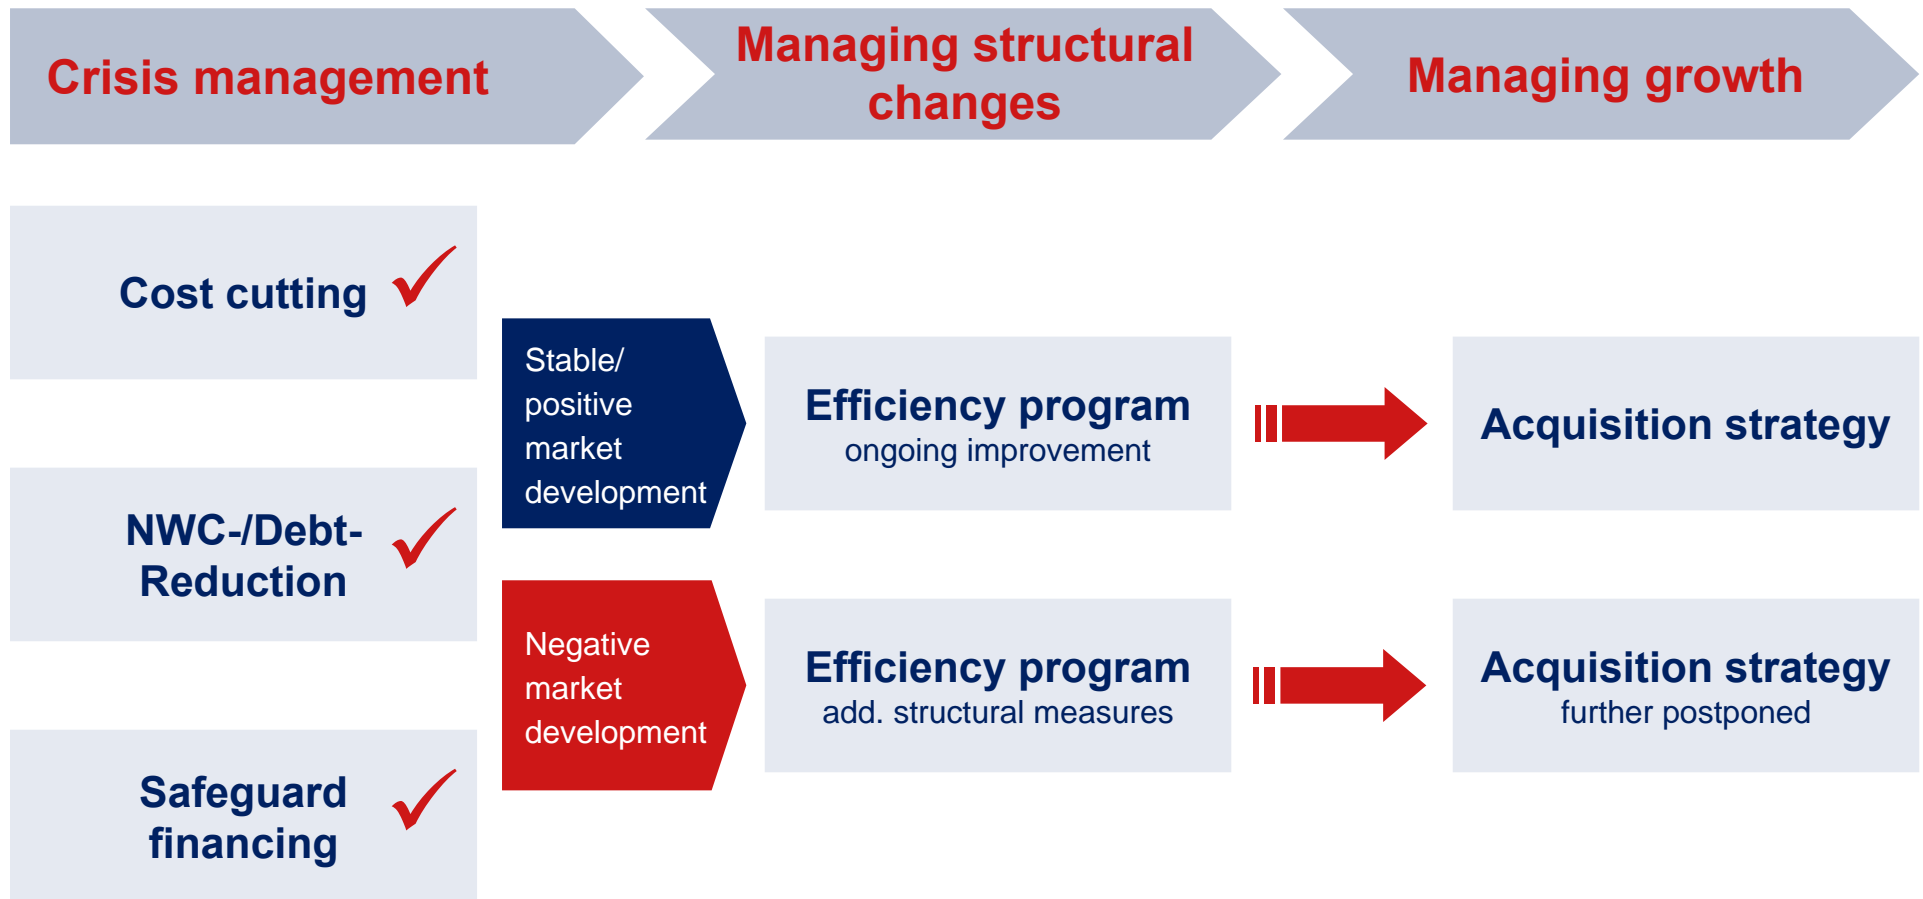 Crisis management
Managing structural
changes
Managing growth
Cost cutting
NWC-/Debt-
Reduction
Safeguard
financing
Stable/
positive
market
development
Efficiency program
ongoing improvement
Acquisition strategy
Negative
market
development
Efficiency program
add. structural measures
Acquisition strategy
further postponed